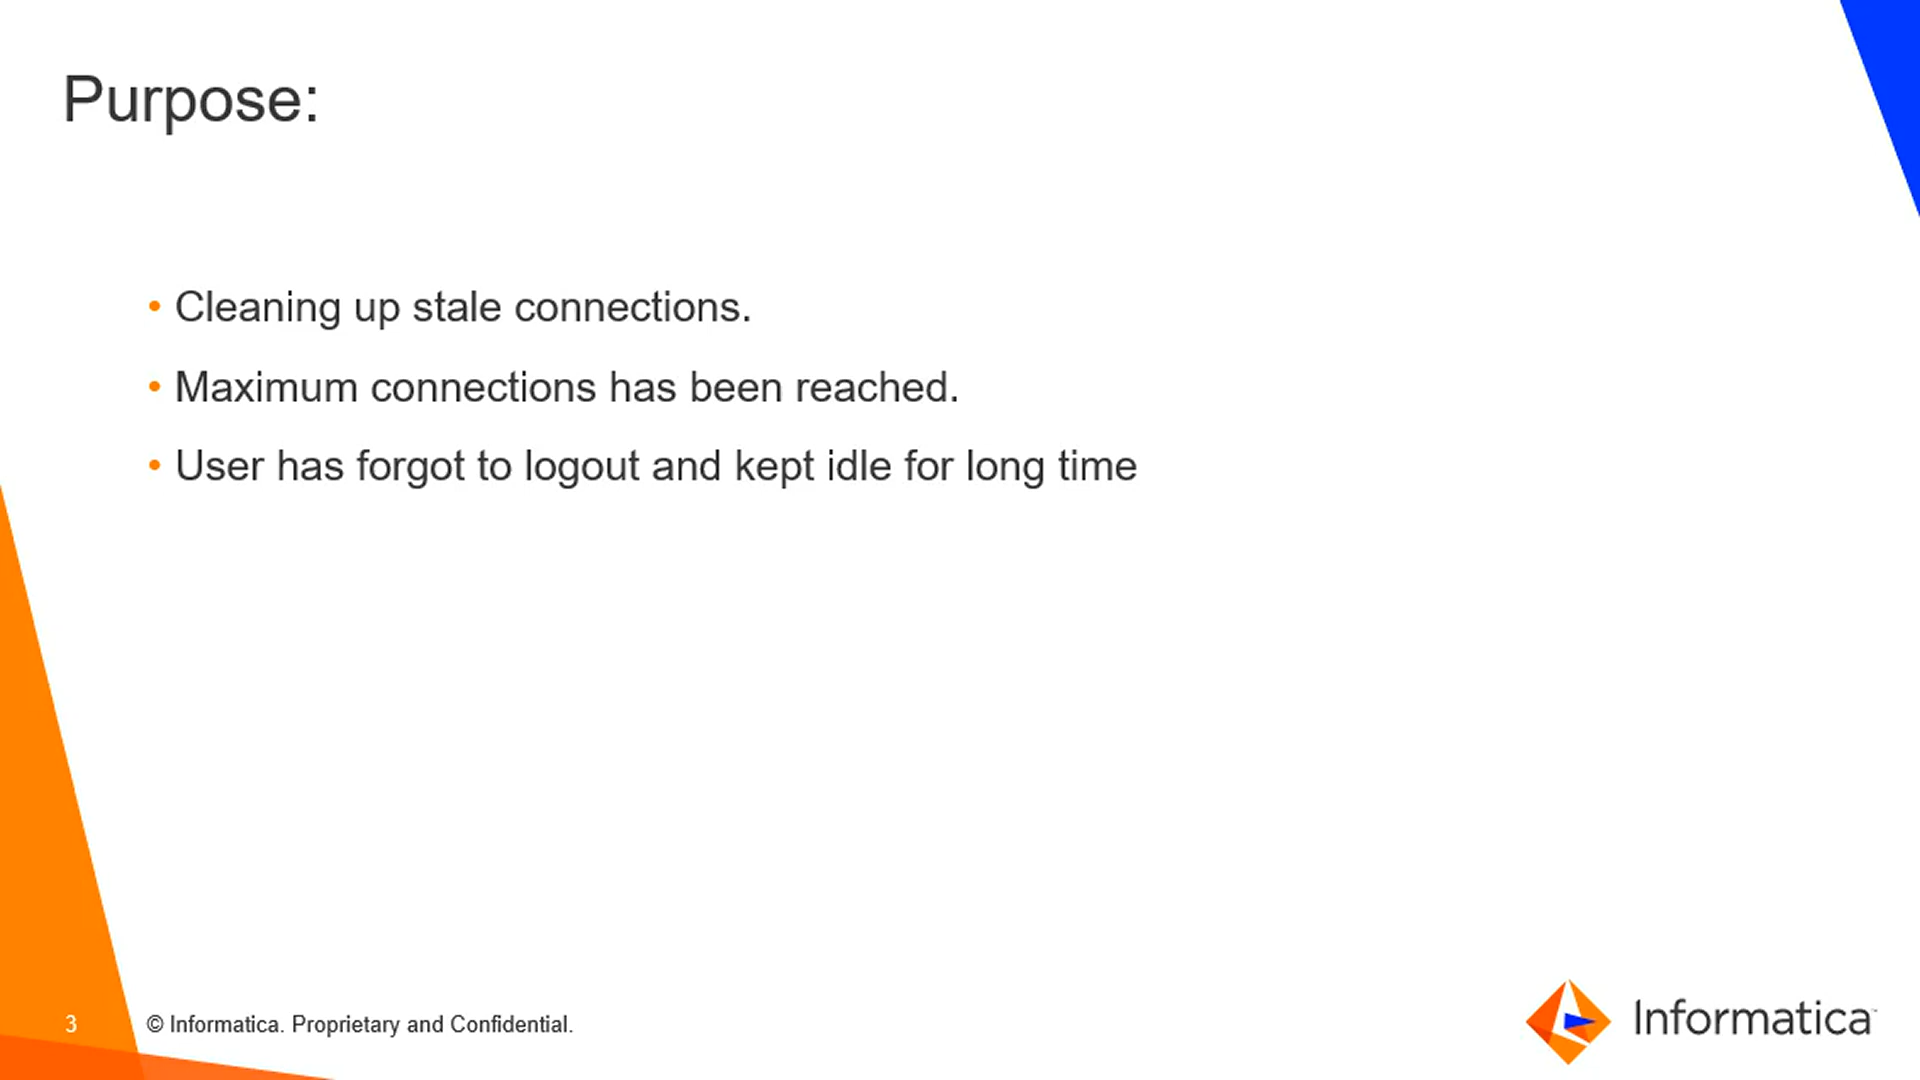 Purpose:
• Cleaning up stale connections.
• Maximum connections has been reached.
• User has forgot to logout and kept idle for long time
3
© Informatica. Proprietary and Confidential.
Informatica™